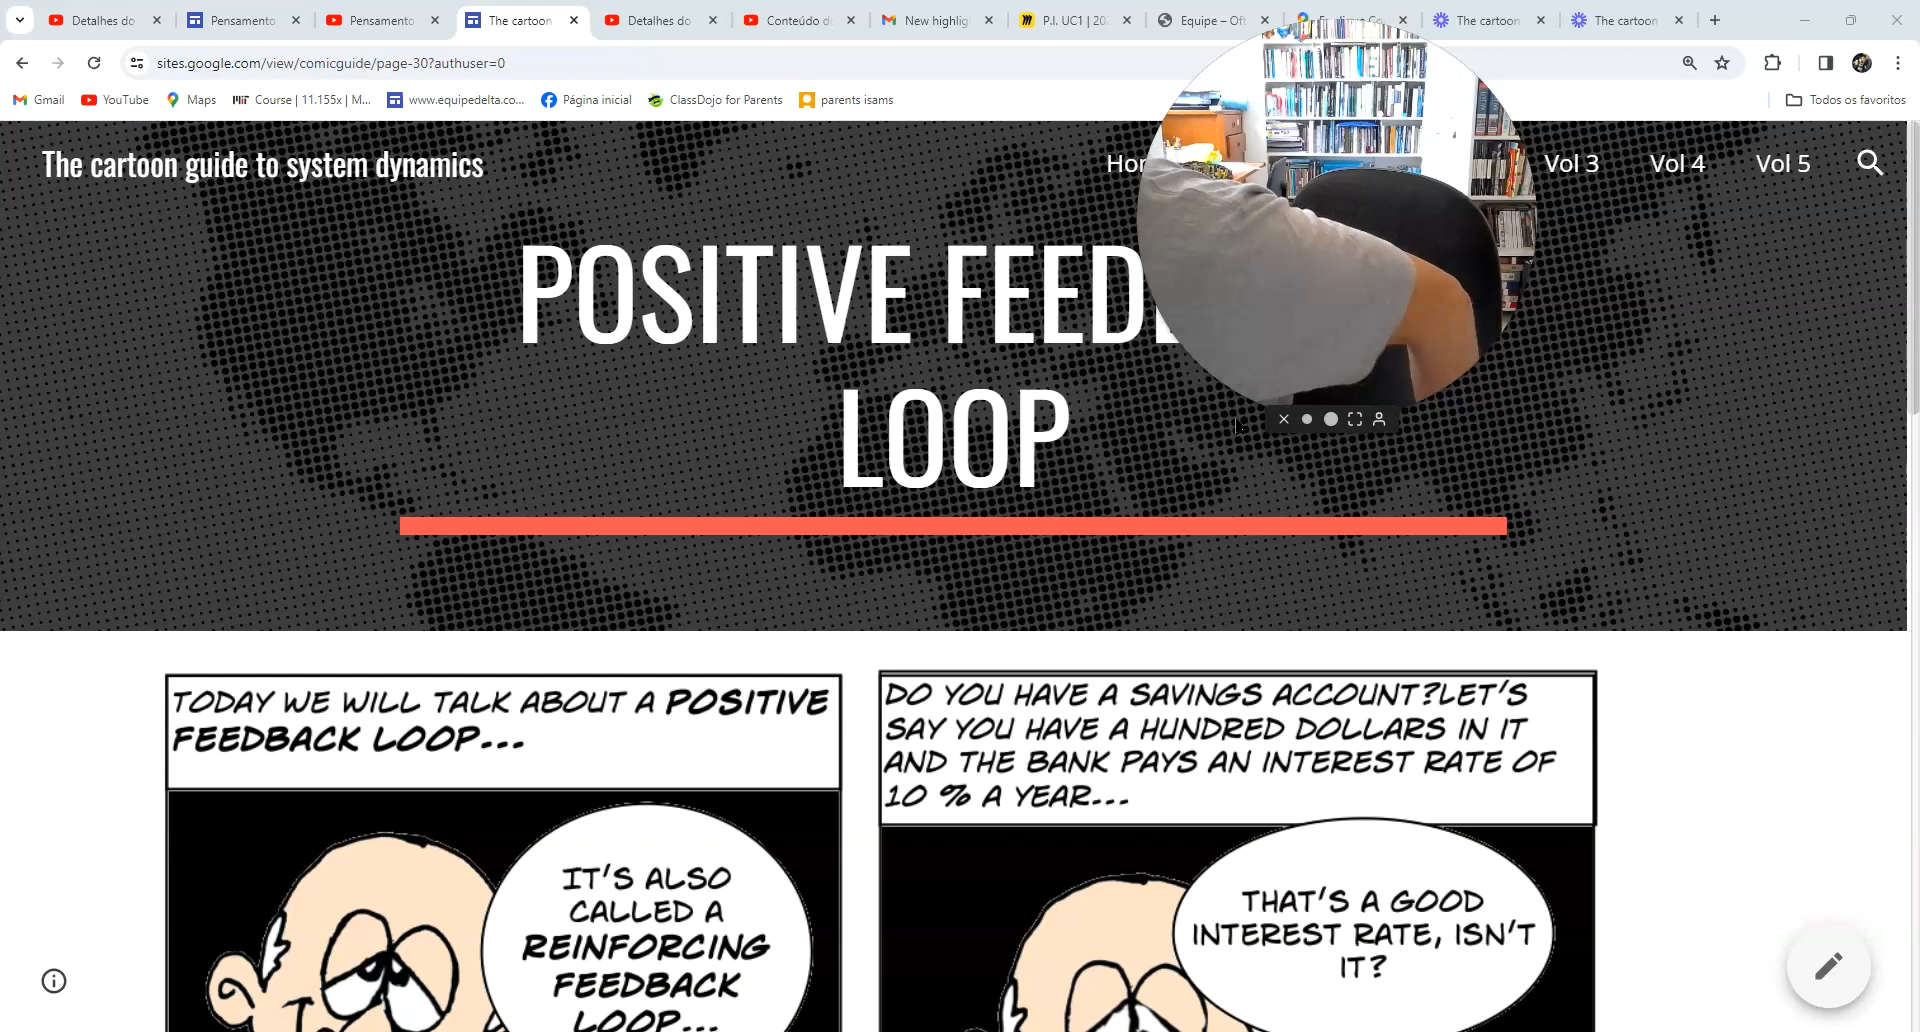 Detalhes do
Pensamento
Pensamento
The cartoon
Detalhes do
Conteúdo d
New highlig
P.I. UC1 | 20
Equipe – Of
The cartoon
The cartoon
sites.google.com/view/comicguide/page-30?authuser=0
Gmail
YouTube
Maps
Course | 11.155x | M...
www.equipedelta.co...
Página inicial
ClassDojo for Parents
parents isams
Todos os favoritos
The cartoon guide to system dynamics
Hor
Vol 3
Vol 4
Vol 5
POSITIVE FEED
LOOP
TODAY WE WILL TALK ABOUT A POSITIVE
FEEDBACK LOOP...
IT'S ALSO
CALLED A
REINFORCING
FEEDBACK
LOOP...
DO YOU HAVE A SAVINGS ACCOUNT?LET'S
SAY YOU HAVE A HUNDRED DOLLARS IN IT
AND THE BANK PAYS AN INTEREST RATE OF
10 % A YEAR...
THAT'S A GOOD
INTEREST RATE, ISN'T
IT?